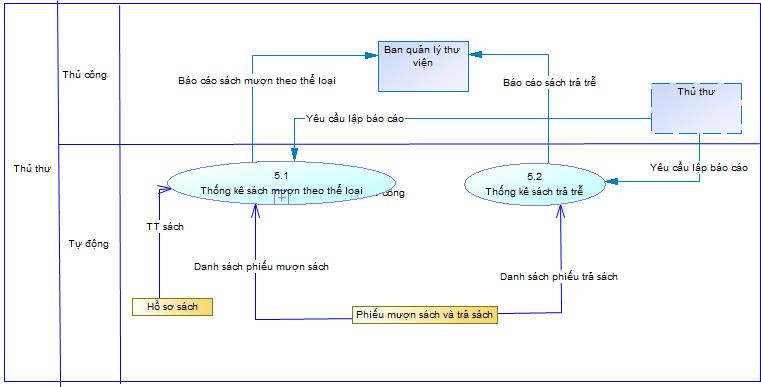 Ban quản lý thư
viện
Thủ công
Báo cáo sách mượn theo thể loại
Báo cáo sách trả trễ
Thủ thư
Yêu cầu lập báo cáo
Thủ thư
5.1
Thống kê sách mượn theo thể loại
công
5.2
Thống kê sách trả trễ
Yêu cầu lập báo cáo
TT sách
Tự động
Danh sách phiếu mượn sách
Danh sách phiếu trả sách
Hồ sơ sách
Phiếu mượn sách và trả sách